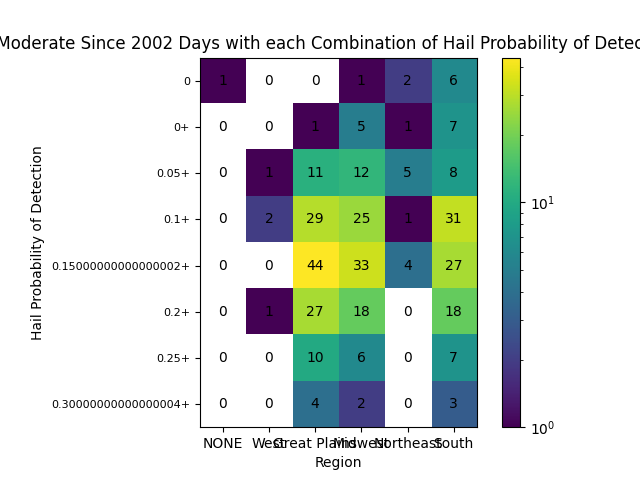 Moderate Since 2002 Days with each Combination of Hail Probability of Detec
Hail Probability of Detection
0 1 0 0 1 2 6
0+ 0 0 1 5 1 7
0.05+ 0 1 11 12 5 8
0.1+ 0 2 29 25 1 31
0.15000000000000002+ 0 0 44 33 4 27
0.2+ 0 1 27 18 0 18
0.25+ 0 0 10 6 0 7
0.30000000000000004+ 0 0 4 2 0 3
NONE West Great Plains Midwest Northeast South
Region
10¹
10⁰